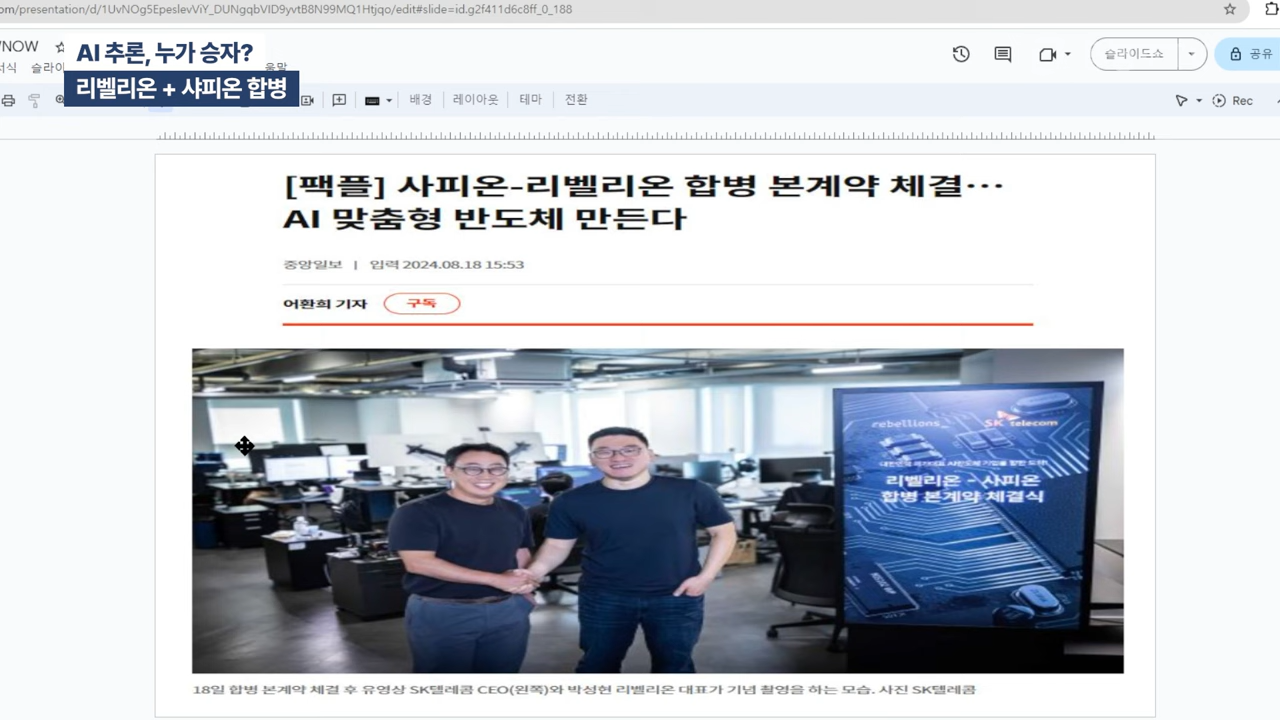 com/presentation/d/1UvNOg5EpeslevViY_DUNgqbVID9yvtB8N99MQ1Htjqo/edit#slide=id.g2f411d6c8ff_0_188
/NOW
AI 추론, 누가 승자?
리벨리온 + 사피온 합병
서식 슬라이
움말
슬라이드쇼
공유
배경 레이아웃 테마 전환
Rec
[팩플] 사피온-리벨리온 합병 본계약 체결…
AI 맞춤형 반도체 만든다
중앙일보 | 입력 2024.08.18 15:53
어환희 기자 구독
rebellions_ SK telecom
리벨리온 - 사피온
합병 본계약 체결식
18일 합병 본계약 체결 후 유영상 SK텔레콤 CEO(왼쪽)와 박성현 리벨리온 대표가 기념 촬영을 하는 모습. 사진 SK텔레콤